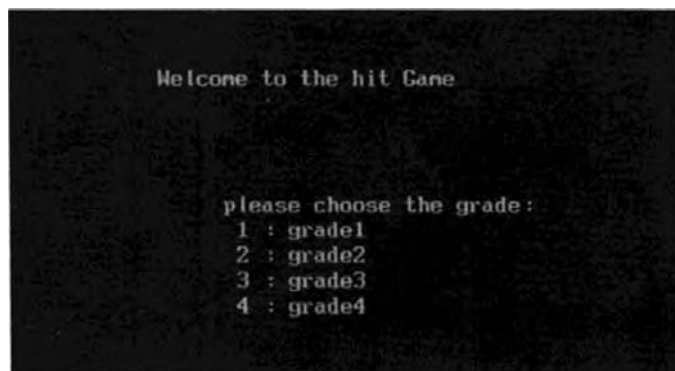 Welcome to the hit Game
please choose the grade:
1 : grade1
2 : grade2
3 : grade3
4 : grade4